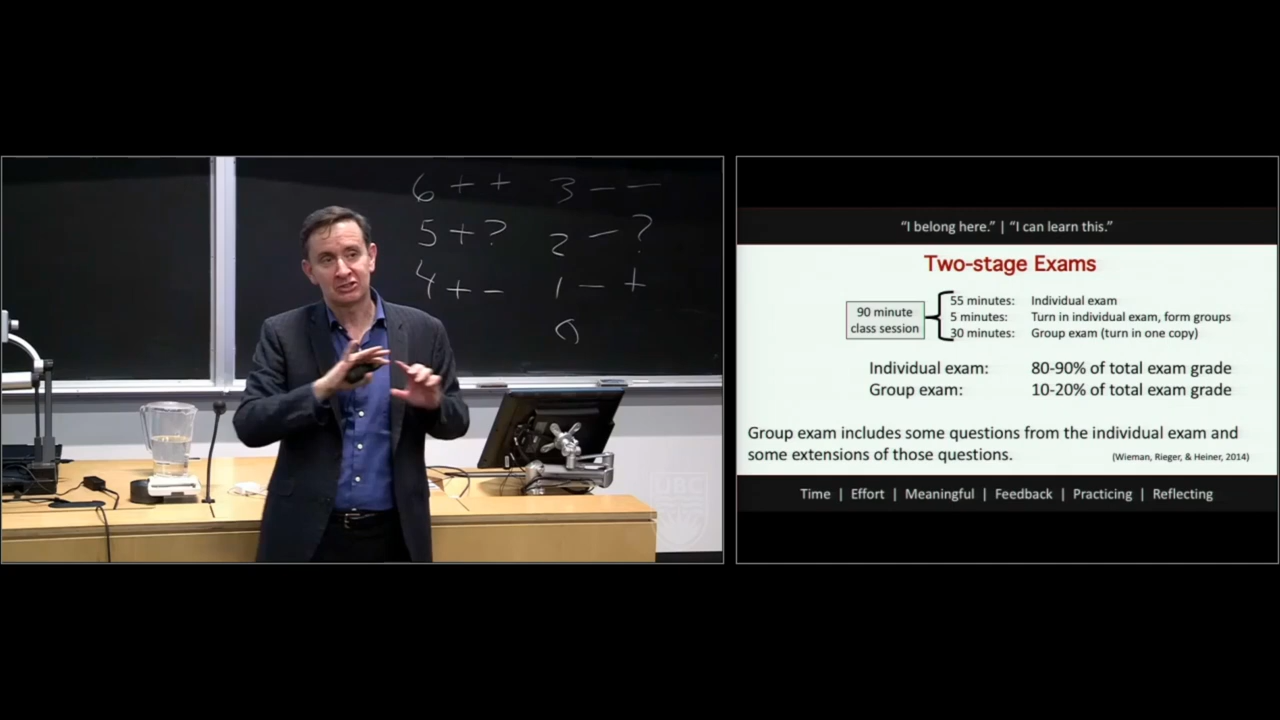 6 + + 3 - -
5 + ? 2 - ?
4 + - 1 - +
0
UBC
“I belong here.” | “I can learn this.”
Two-stage Exams
90 minute
class session
55 minutes: Individual exam
5 minutes: Turn in individual exam, form groups
30 minutes: Group exam (turn in one copy)
Individual exam: 80-90% of total exam grade
Group exam: 10-20% of total exam grade
Group exam includes some questions from the individual exam and
some extensions of those questions.
(Wieman, Rieger, & Heiner, 2014)
Time | Effort | Meaningful | Feedback | Practicing | Reflecting